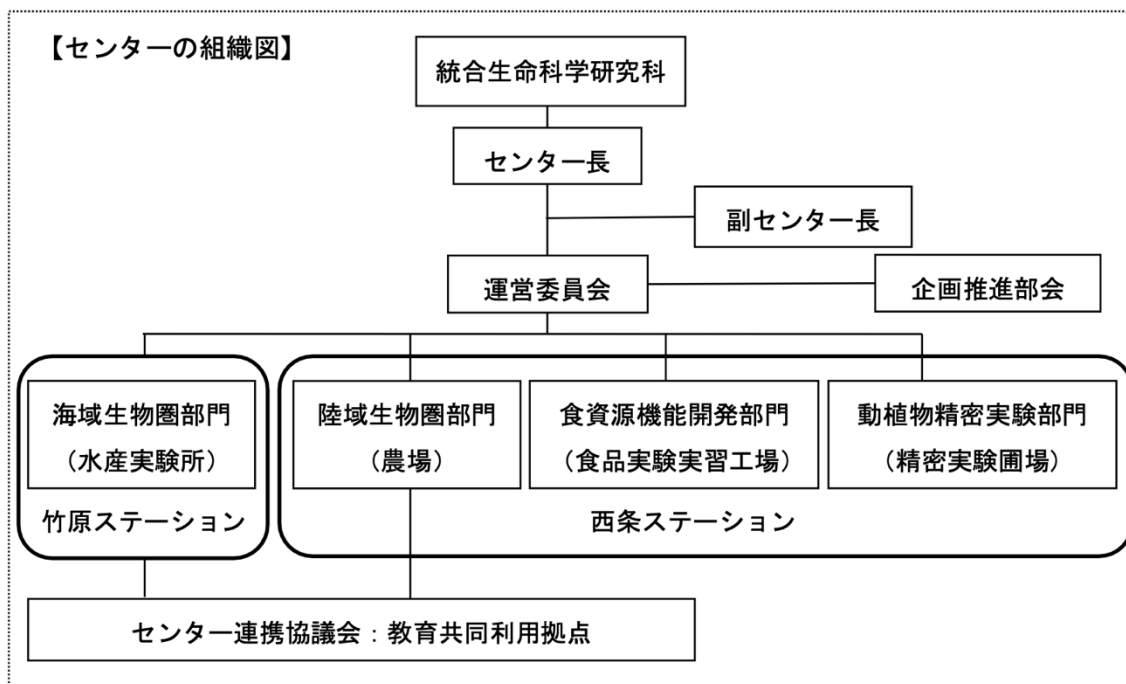 【センターの組織図】
統合生命科学研究科
センター長
副センター長
運営委員会
企画推進部会
海域生物圏部門
（水産実験所）
陸域生物圏部門
（農場）
食資源機能開発部門
（食品実験実習工場）
動植物精密実験部門
（精密実験圃場）
竹原ステーション
西条ステーション
センター連携協議会：教育共同利用拠点